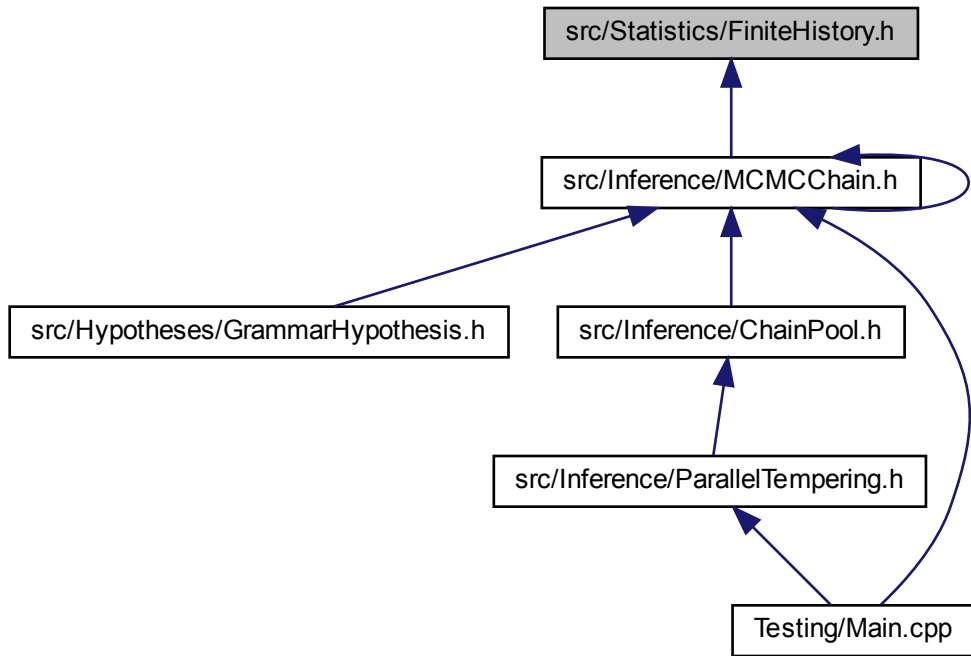 src/Statistics/FiniteHistory.h
src/Inference/MCMCChain.h
src/Hypotheses/GrammarHypothesis.h
src/Inference/ChainPool.h
src/Inference/ParallelTempering.h
Testing/Main.cpp